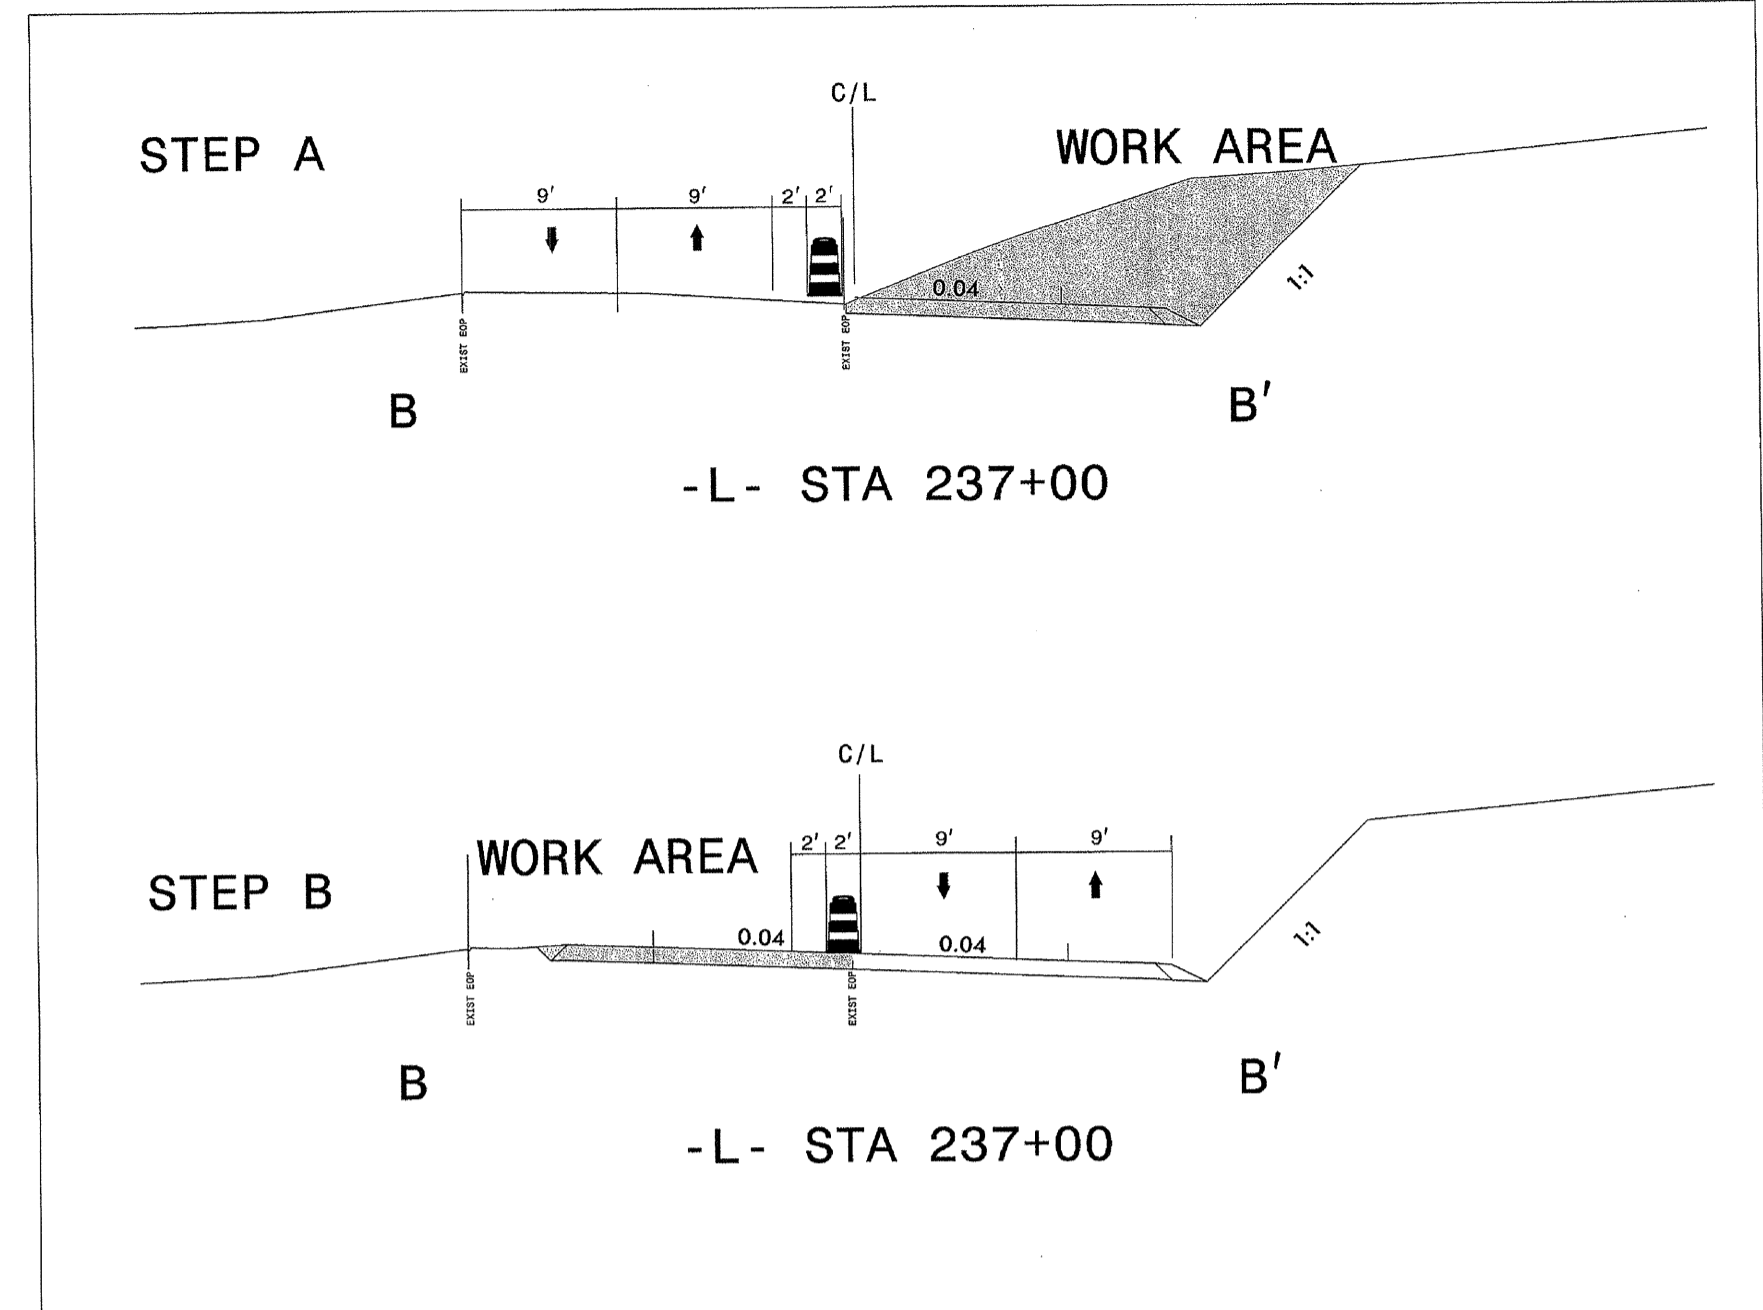 C/L
STEP A
WORK AREA
9' 9' 2' 2'
0.04
1:1
EXIST EOP
EXIST EOP
B
B'
-L- STA 237+00
C/L
WORK AREA
2' 2' 9' 9'
STEP B
0.04
0.04
1:1
EXIST EOP
EXIST EOP
B
B'
-L- STA 237+00